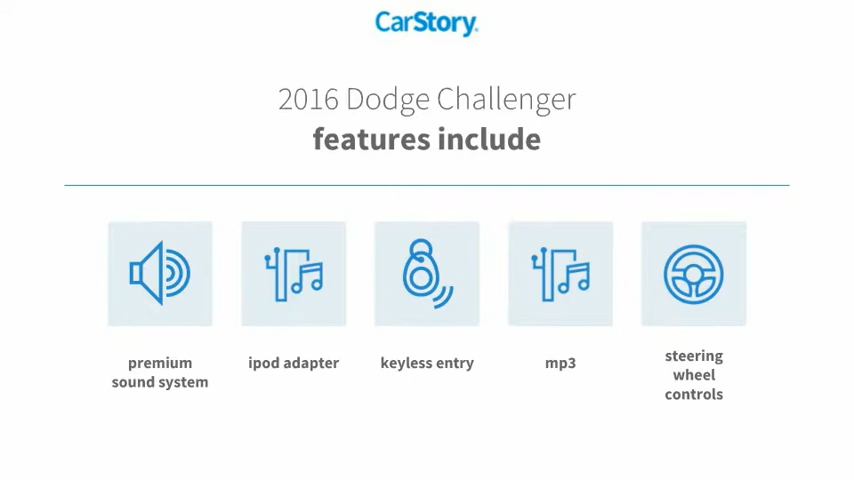 CarStory
2016 Dodge Challenger
features include
premium
sound system
ipod adapter
keyless entry
mp3
steering
wheel
controls